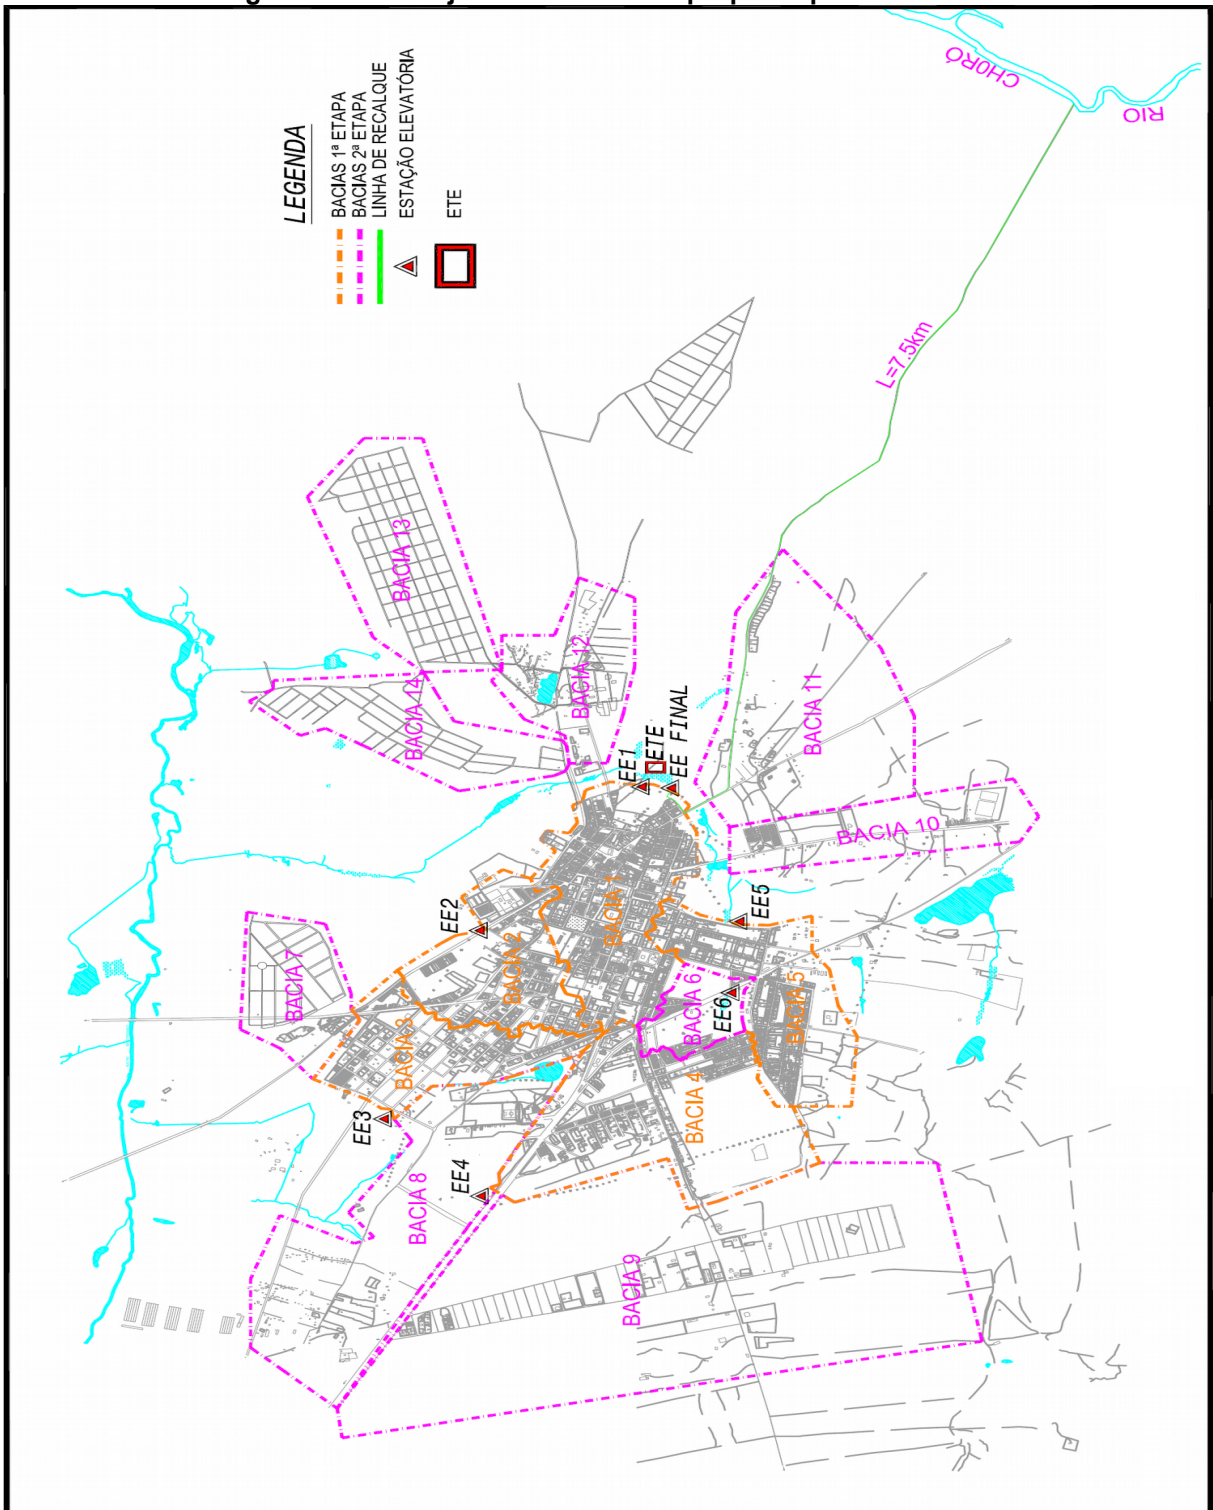 LEGENDA
BACIAS 1ª ETAPA
BACIAS 2ª ETAPA
LINHA DE RECALQUE
ESTAÇÃO ELEVATÓRIA
ETE
RIO
CHORÓ
L=7.5km
BACIA 13
BACIA 14
BACIA 12
BACIA 11
BACIA 10
EE1
ETE
EE FINAL
EE2
EE5
BACIA 1
BACIA 2
BACIA 7
BACIA 3
BACIA 6
EE6
BACIA 5
BACIA 4
EE3
EE4
BACIA 8
BACIA 9